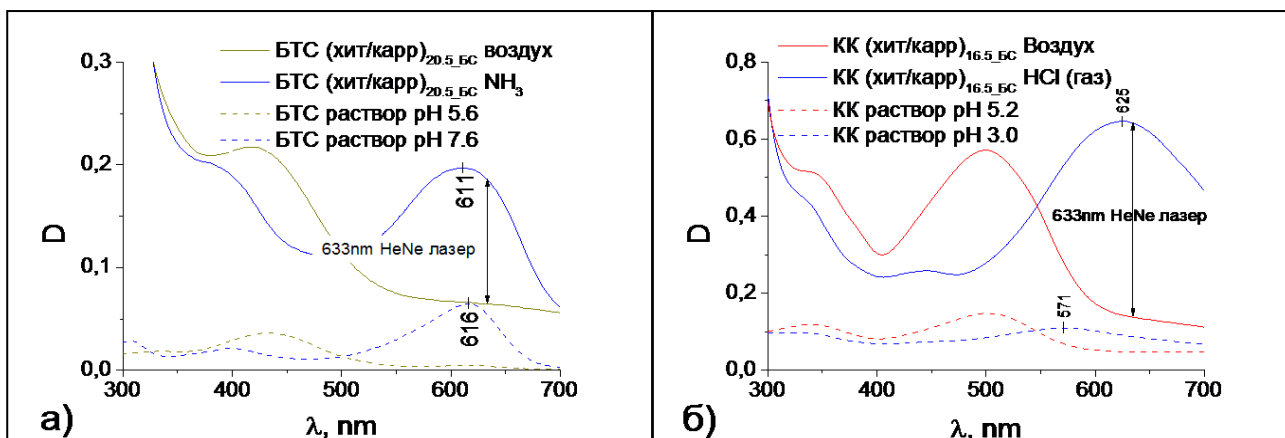 БТС (хит/карр)20.5_БС воздух
БТС (хит/карр)20.5_БС NH3
БТС раствор pH 5.6
БТС раствор pH 7.6
0,3
0,2
0,1
0,0
D
611
633nm HeNe лазер
616
300 400 500 600 700
а)
λ, nm
КК (хит/карр)16.5_БС Воздух
КК (хит/карр)16.5_БС HCl (газ)
КК раствор pH 5.2
КК раствор pH 3.0
0,8
0,6
0,4
0,2
0,0
D
625
633nm HeNe лазер
571
300 400 500 600 700
б)
λ, nm